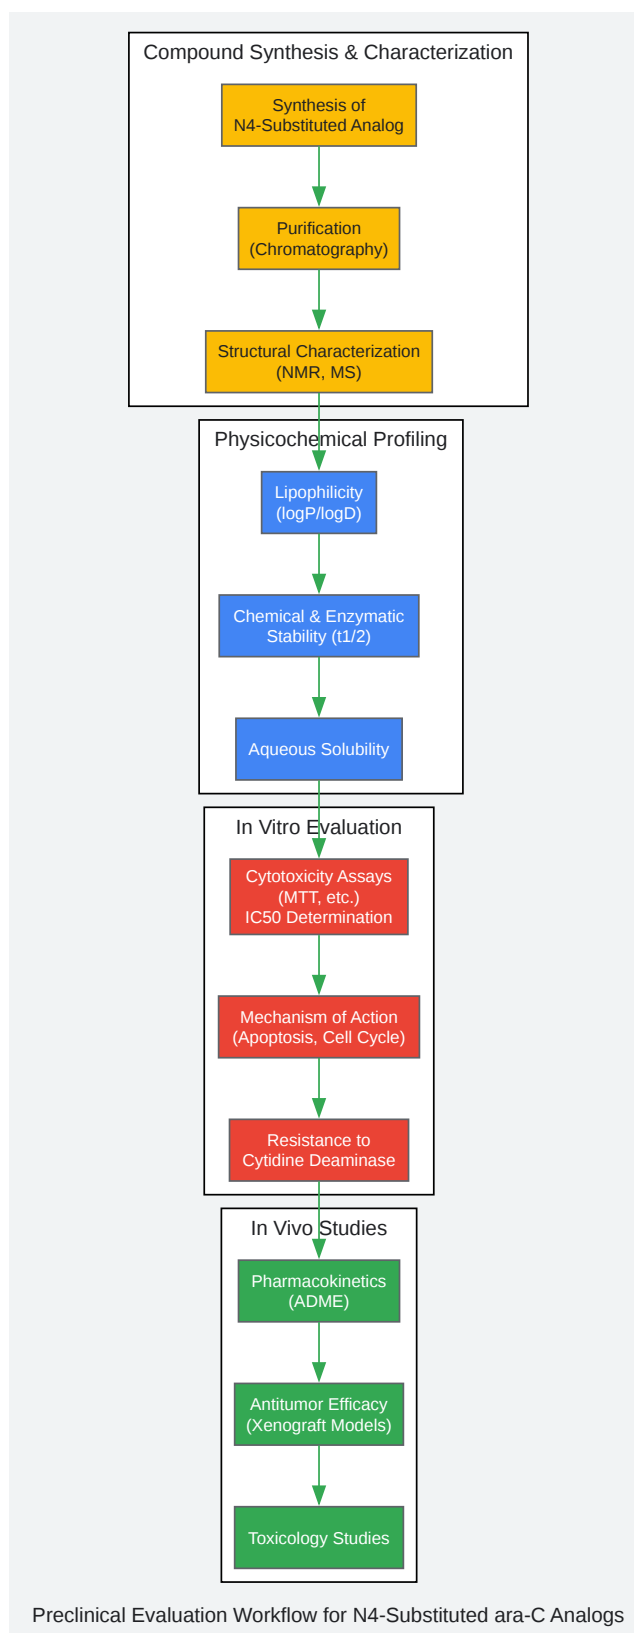 Compound Synthesis & Characterization
Synthesis of
N4-Substituted Analog
Purification
(Chromatography)
Structural Characterization
(NMR, MS)
Physicochemical Profiling
Lipophilicity
(logP/logD)
Chemical & Enzymatic
Stability (t1/2)
Aqueous Solubility
In Vitro Evaluation
Cytotoxicity Assays
(MTT, etc.)
IC50 Determination
Mechanism of Action
(Apoptosis, Cell Cycle)
Resistance to
Cytidine Deaminase
In Vivo Studies
Pharmacokinetics
(ADME)
Antitumor Efficacy
(Xenograft Models)
Toxicology Studies
Preclinical Evaluation Workflow for N4-Substituted ara-C Analogs